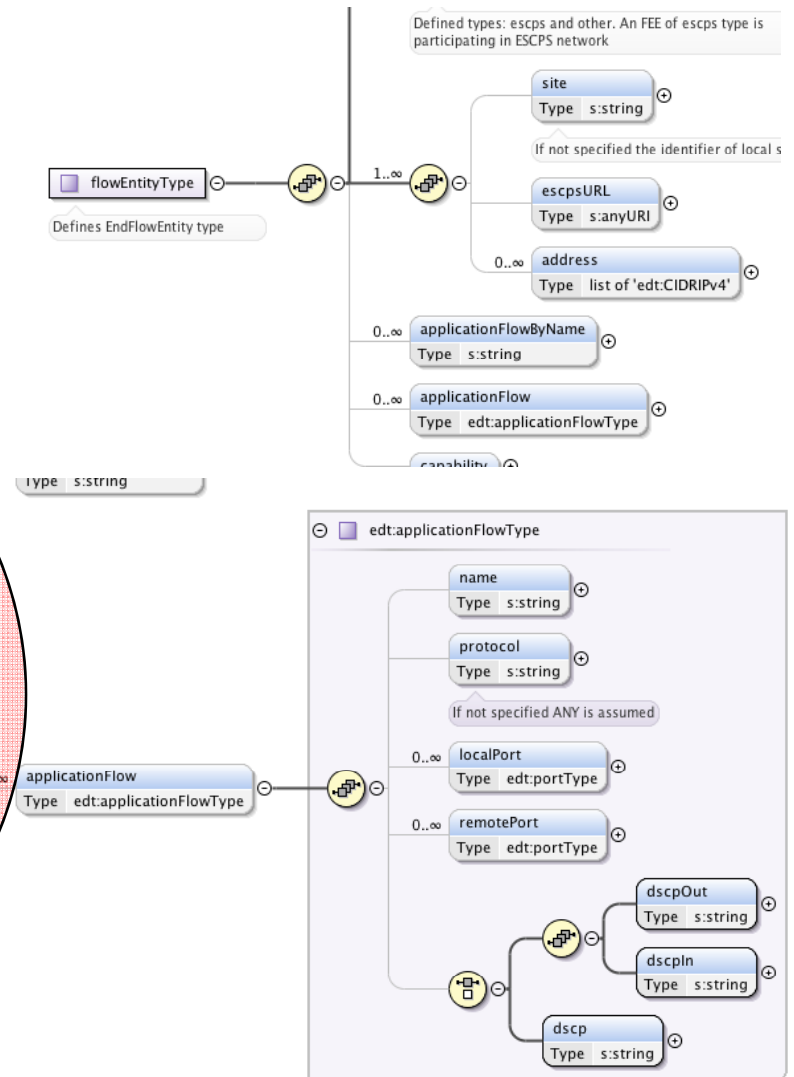 Defined types: escps and other. An FEE of escps type is
participating in ESCPS network
site
Type s:string
If not specified the identifier of local s
1..∞
flowEntityType
escpsURL
Type s:anyURI
Defines EndFlowEntity type
0..∞
address
Type list of 'edt:CIDRIPv4'
0..∞
applicationFlowByName
Type s:string
0..∞
applicationFlow
Type edt:applicationFlowType
capability
Type s:string
edt:applicationFlowType
name
Type s:string
protocol
Type s:string
If not specified ANY is assumed
0..∞
localPort
Type edt:portType
∞
applicationFlow
Type edt:applicationFlowType
0..∞
remotePort
Type edt:portType
dscpOut
Type s:string
dscpIn
Type s:string
dscp
Type s:string